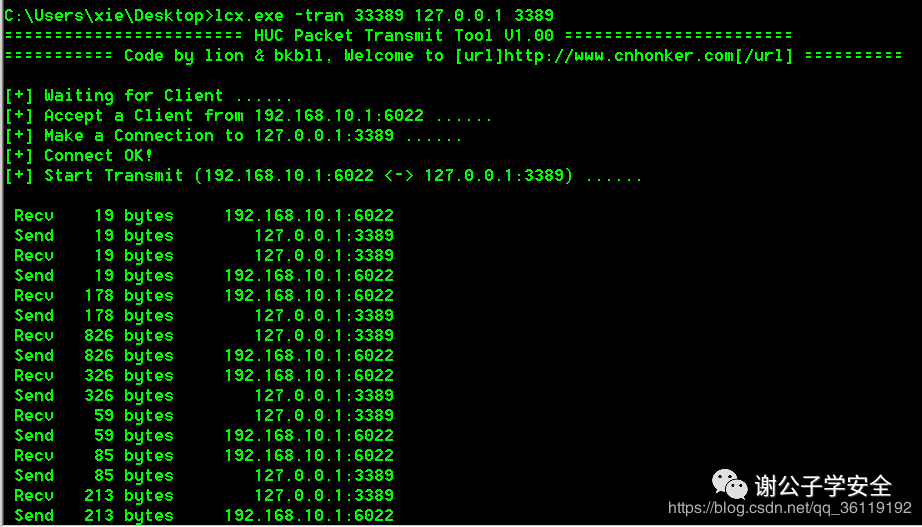 C:\Users\xie\Desktop>lcx.exe -tran 33389 127.0.0.1 3389
======================== HUC Packet Transmit Tool V1.00 =======================
=========== Code by lion & bkbll, Welcome to [url]http://www.cnhonker.com[/url] ==========
[+] Waiting for Client ......
[+] Accept a Client from 192.168.10.1:6022 ......
[+] Make a Connection to 127.0.0.1:3389 ......
[+] Connect OK!
[+] Start Transmit (192.168.10.1:6022 <-> 127.0.0.1:3389) ......
Recv 19 bytes 192.168.10.1:6022
Send 19 bytes 127.0.0.1:3389
Recv 19 bytes 127.0.0.1:3389
Send 19 bytes 192.168.10.1:6022
Recv 178 bytes 192.168.10.1:6022
Send 178 bytes 127.0.0.1:3389
Recv 826 bytes 127.0.0.1:3389
Send 826 bytes 192.168.10.1:6022
Recv 326 bytes 192.168.10.1:6022
Send 326 bytes 127.0.0.1:3389
Recv 59 bytes 127.0.0.1:3389
Send 59 bytes 192.168.10.1:6022
Recv 85 bytes 192.168.10.1:6022
Send 85 bytes 127.0.0.1:3389
Recv 213 bytes 127.0.0.1:3389
Send 213 bytes 192.168.10.1:6022
谢公子学安全
https://blog.csdn.net/qq_36119192